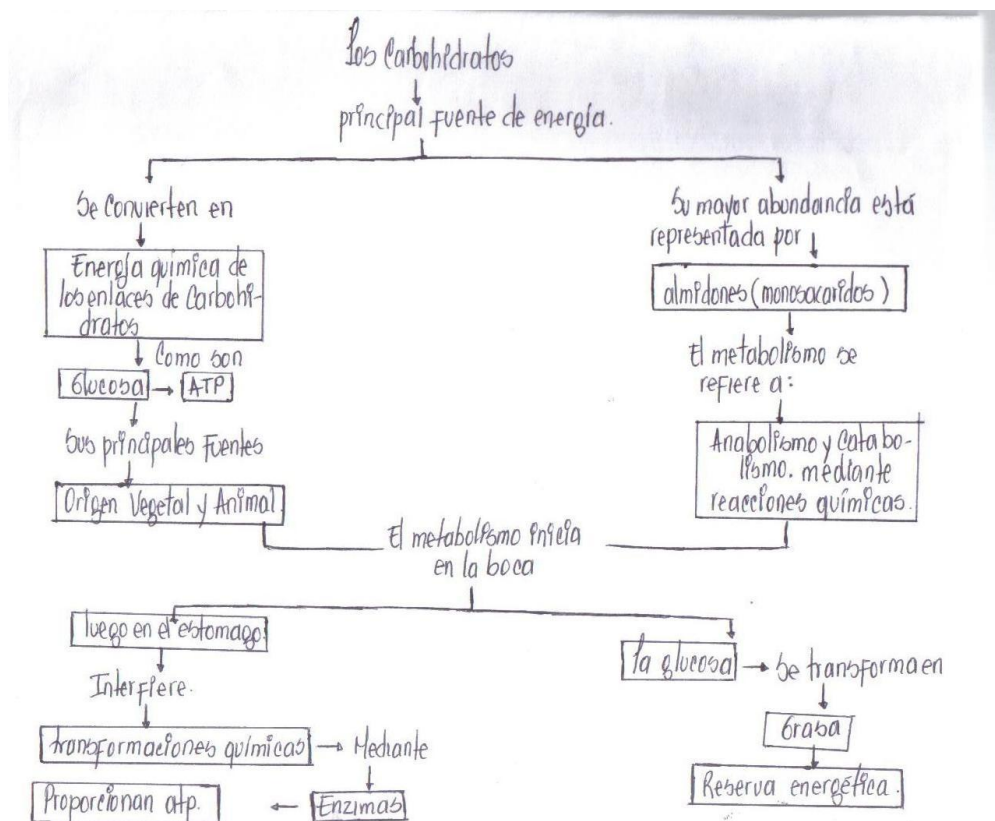 Los Carbohidratos
principal fuente de energía.
Se convierten en
Energía química de
los enlaces de Carbohi-
dratos
Como son
Glucosa
ATP
Sus principales Fuentes
Origen Vegetal y Animal.
Su mayor abundancia está
representada por
almidones (monosacaridos)
El metabolismo se
refiere a:
Anabolismo y Catabo-
lismo. mediante
reacciones químicas.
El metabolismo inicia
en la boca
luego en el estomago.
Interfiere.
transformaciones químicas
Mediante
Enzimas
Proporcionan atp.
la glucosa
Se transforma en
Grasa
Reserva energética.